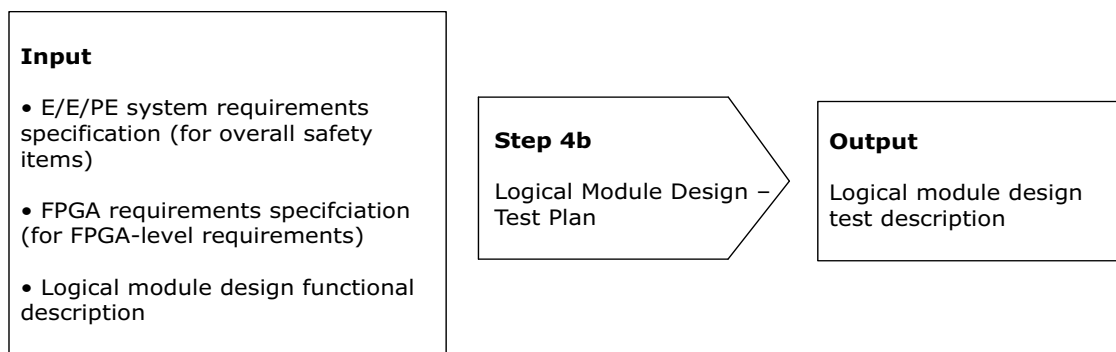 Input
• E/E/PE system requirements
specification (for overall safety
items)
• FPGA requirements specifciation
(for FPGA-level requirements)
• Logical module design functional
description
Step 4b
Logical Module Design –
Test Plan
Output
Logical module design
test description